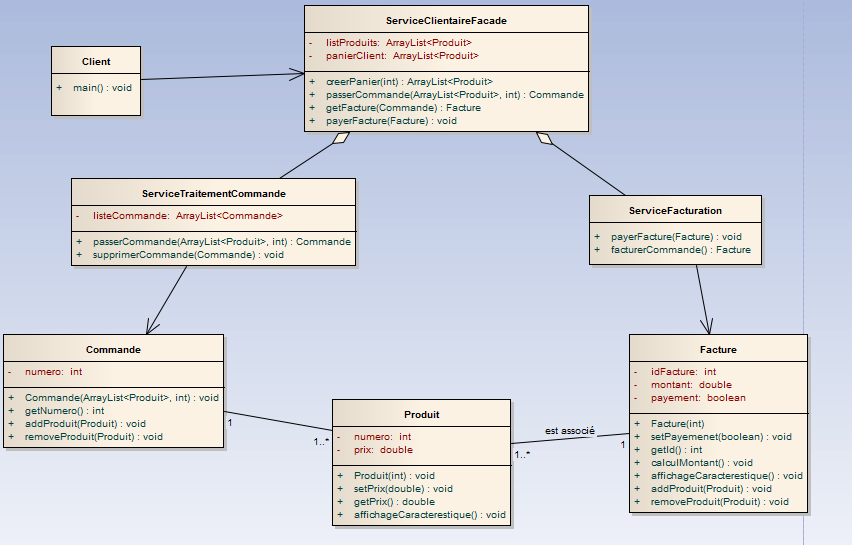 ServiceClientaireFacade
- listProduits: ArrayList<Produit>
- panierClient: ArrayList<Produit>
+ creerPanier(int) : ArrayList<Produit>
+ passerCommande(ArrayList<Produit>, int) : Commande
+ getFacture(Commande) : Facture
+ payerFacture(Facture) : void
Client
+ main() : void
ServiceTraitementCommande
- listeCommande: ArrayList<Commande>
+ passerCommande(ArrayList<Produit>, int) : Commande
+ supprimerCommande(Commande) : void
ServiceFacturation
+ payerFacture(Facture) : void
+ facturerCommande() : Facture
Commande
- numero: int
+ Commande(ArrayList<Produit>, int) : void
+ getNumero() : int
+ addProduit(Produit) : void
+ removeProduit(Produit) : void
1
1..*
Produit
- numero: int
- prix: double
+ Produit(int) : void
+ setPrix(double) : void
+ getPrix() : double
+ affichageCaracterestique() : void
est associé
1..*
1
Facture
- idFacture: int
- montant: double
- payement: boolean
+ Facture(int)
+ setPayemenet(boolean) : void
+ getId() : int
+ calculMontant() : void
+ affichageCaracterestique() : void
+ addProduit(Produit) : void
+ removeProduit(Produit) : void